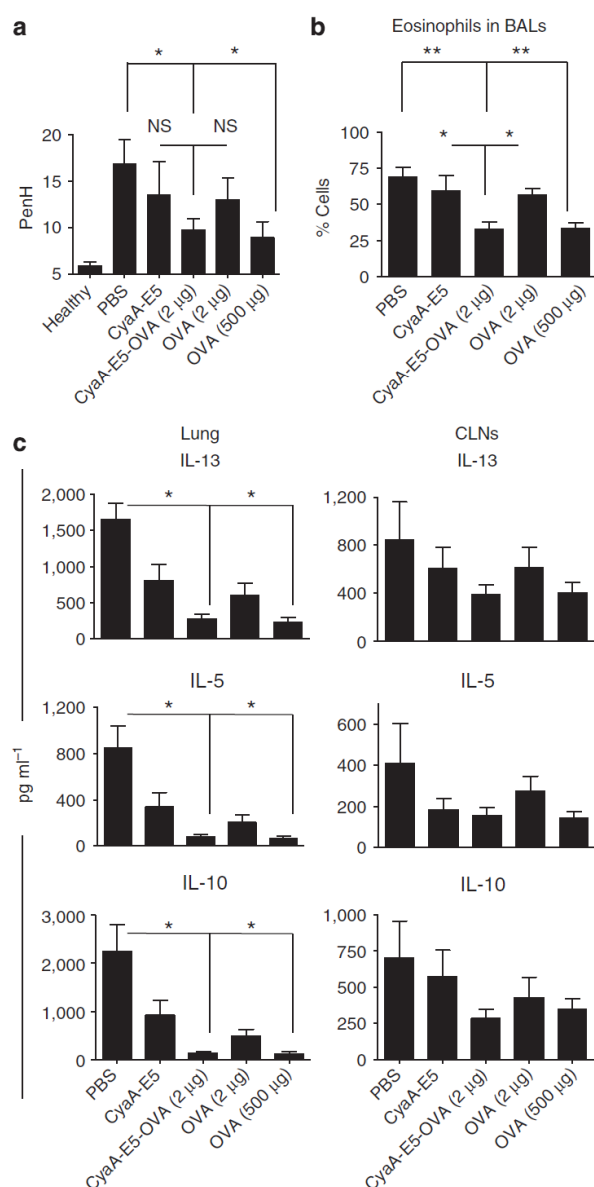 a
* *
NS NS
20
15
10
5
PenH
Healthy
PBS
CyaA-E5
CyaA-E5-OVA (2 µg)
OVA (2 µg)
OVA (500 µg)
b
Eosinophils in BALs
** **
* *
100
75
50
25
0
% Cells
PBS
CyaA-E5
CyaA-E5-OVA (2 µg)
OVA (2 µg)
OVA (500 µg)
c
pg ml⁻¹
Lung
IL-13
* *
2,000
1,500
1,000
500
0
CLNs
IL-13
1,200
800
400
0
IL-5
* *
1,200
800
400
0
IL-5
600
400
200
0
IL-10
* *
3,000
2,000
1,000
0
PBS
CyaA-E5
CyaA-E5-OVA (2 µg)
OVA (2 µg)
OVA (500 µg)
IL-10
1,000
750
500
250
0
PBS
CyaA-E5
CyaA-E5-OVA (2 µg)
OVA (2 µg)
OVA (500 µg)